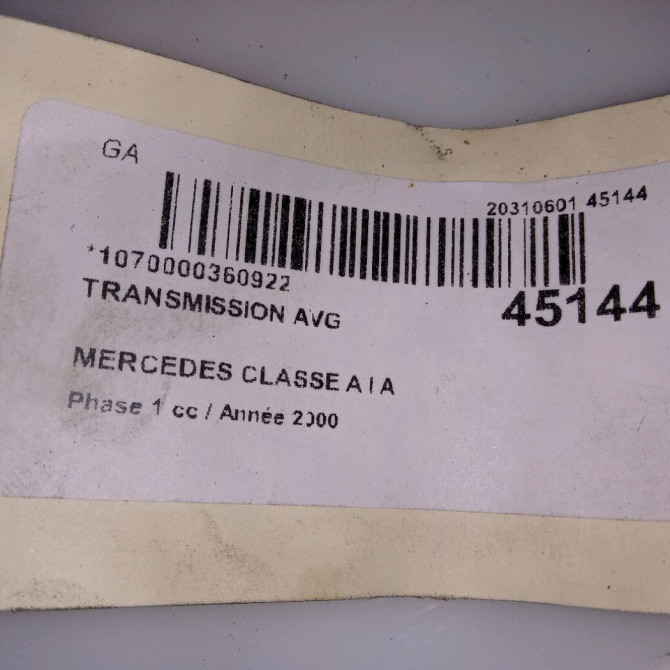 GA
20310601 45144
*1070000360922
45144
TRANSMISSION AVG
MERCEDES CLASSE A I A
Phase 1 cc / Année 2000